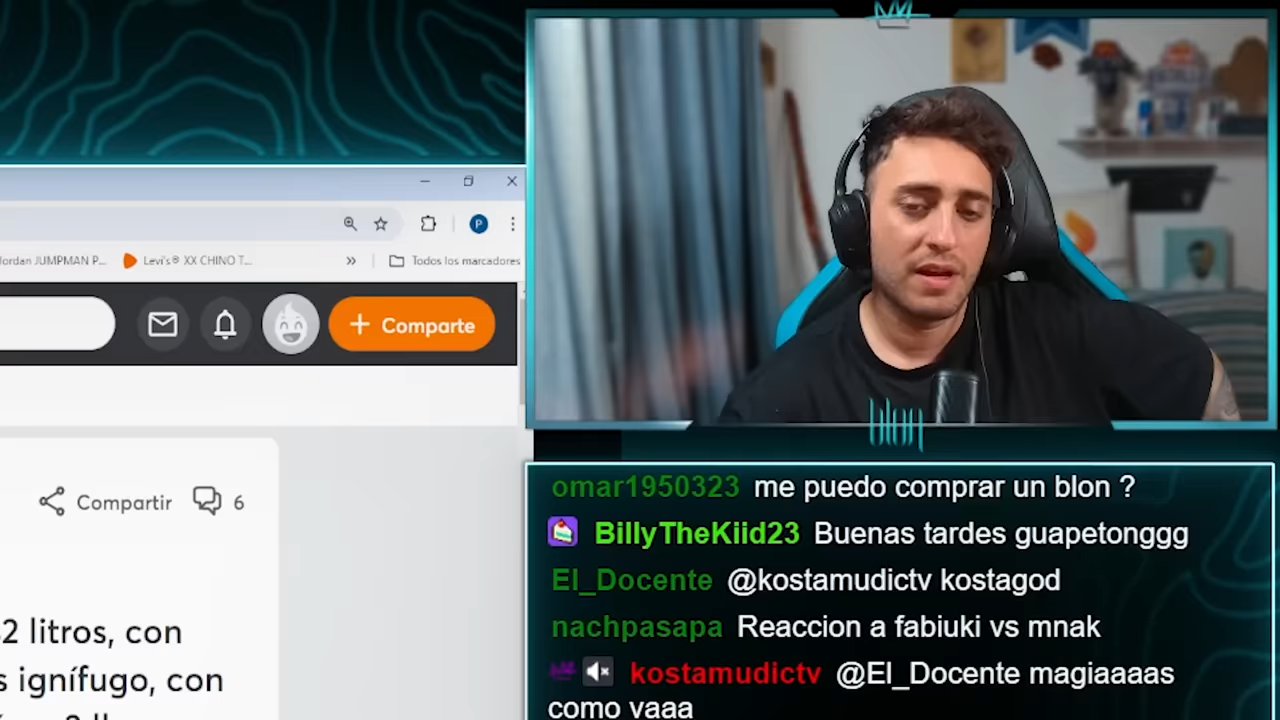 Jordan JUMPMAN P...
Levi's® XX CHINO T...
»
Todos los marcadores
P
+ Comparte
Compartir
6
2 litros, con
s ignífugo, con
blon
omar1950323 me puedo comprar un blon ?
BillyTheKiid23 Buenas tardes guapetonggg
El_Docente @kostamudictv kostagod
nachpasapa Reaccion a fabiuki vs mnak
kostamudictv @El_Docente magiaaaas
como vaaa